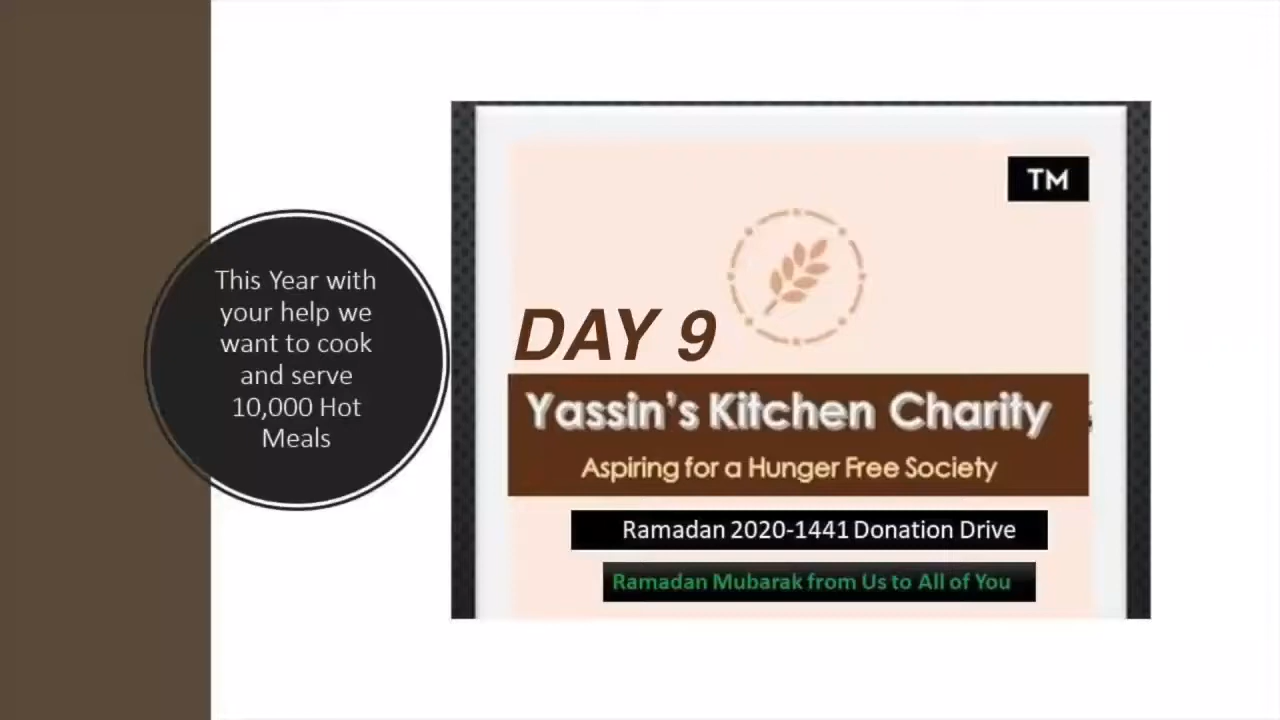 This Year with
your help we
want to cook
and serve
10,000 Hot
Meals
TM
DAY 9
Yassin's Kitchen Charity
Aspiring for a Hunger Free Society
Ramadan 2020-1441 Donation Drive
Ramadan Mubarak from Us to All of You